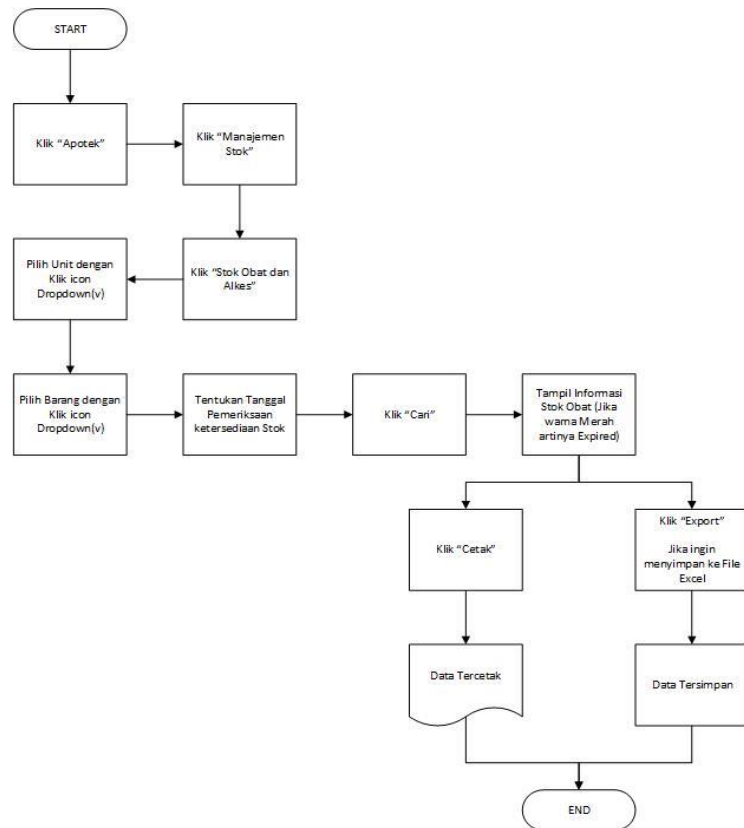 START
Klik “Apotek”
Klik “Manajemen
Stok”
Klik “Stok Obat dan
Alkes”
Pilih Unit dengan
Klik icon
Dropdown(v)
Pilih Barang dengan
Klik icon
Dropdown(v)
Tentukan Tanggal
Pemeriksaan
ketersediaan Stok
Klik “Cari”
Tampil Informasi
Stok Obat (Jika
warna Merah
artinya Expired)
Klik “Cetak”
Klik “Export”
Jika ingin
menyimpan ke File
Excel
Data Tercetak
Data Tersimpan
END